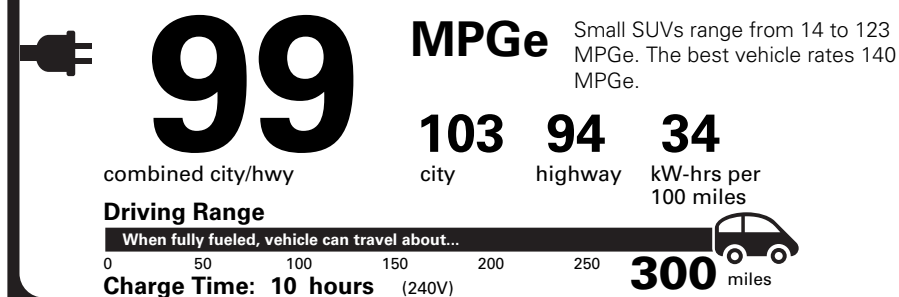 99
MPGe
Small SUVs range from 14 to 123
MPGe. The best vehicle rates 140
MPGe.
combined city/hwy
103
city
94
highway
34
kW-hrs per
100 miles
Driving Range
When fully fueled, vehicle can travel about...
0 50 100 150 200 250 300 miles
Charge Time: 10 hours (240V)